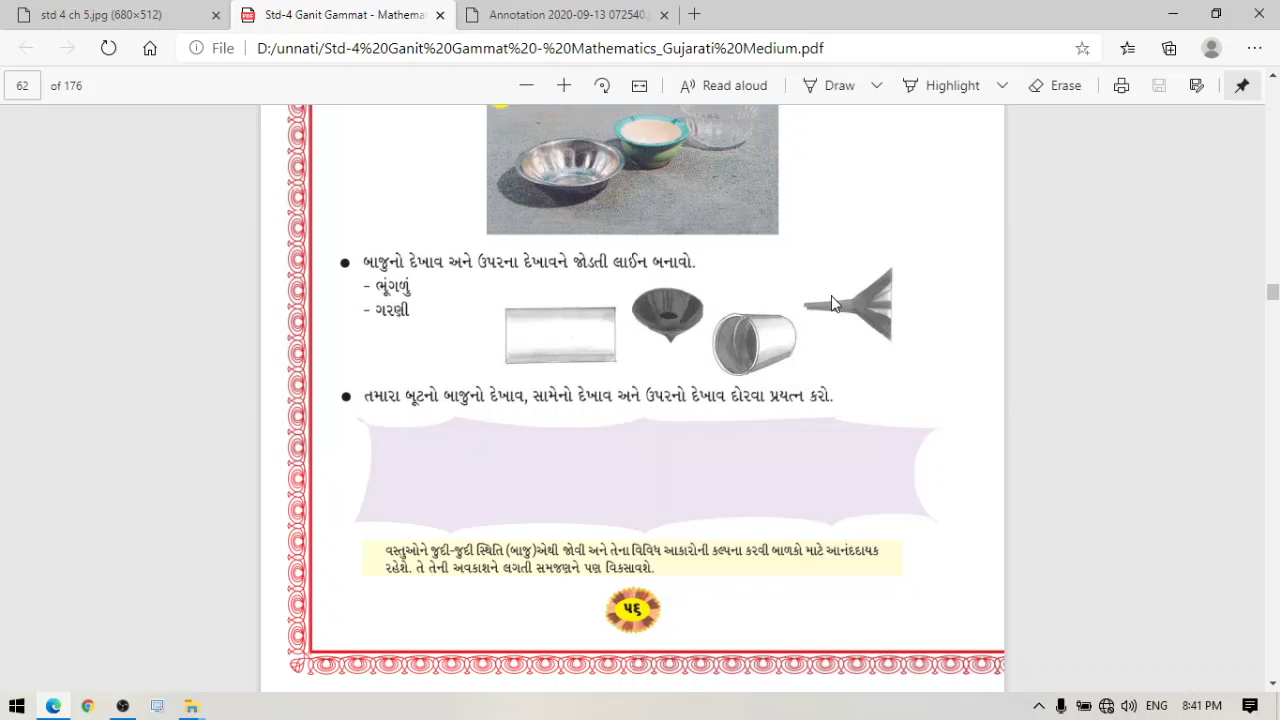 std 4 ch 5.jpg (680×512)
Std-4 Ganit Gammat - Mathemat
Annotation 2020-09-13 072540.j
File D:/unnati/Std-4%20Ganit%20Gammat%20-%20Mathematics_Gujarati%20Medium.pdf
62 of 176 Read aloud Draw Highlight Erase
• બાજુનો દેખાવ અને ઉપરના દેખાવને જોડતી લાઈન બનાવો.
- ભૂંગળું
- ગરણી
• તમારા બૂટનો બાજુનો દેખાવ, સામેનો દેખાવ અને ઉપરનો દેખાવ દોરવા પ્રયત્ન કરો.
વસ્તુઓને જુદી-જુદી સ્થિતિ (બાજુ)એથી જોવી અને તેના વિવિધ આકારોની કલ્પના કરવી બાળકો માટે આનંદદાયક
રહેશે. તે તેની અવકાશને લગતી સમજણને પણ વિકસાવશે.
૫૬
ENG 8:41 PM